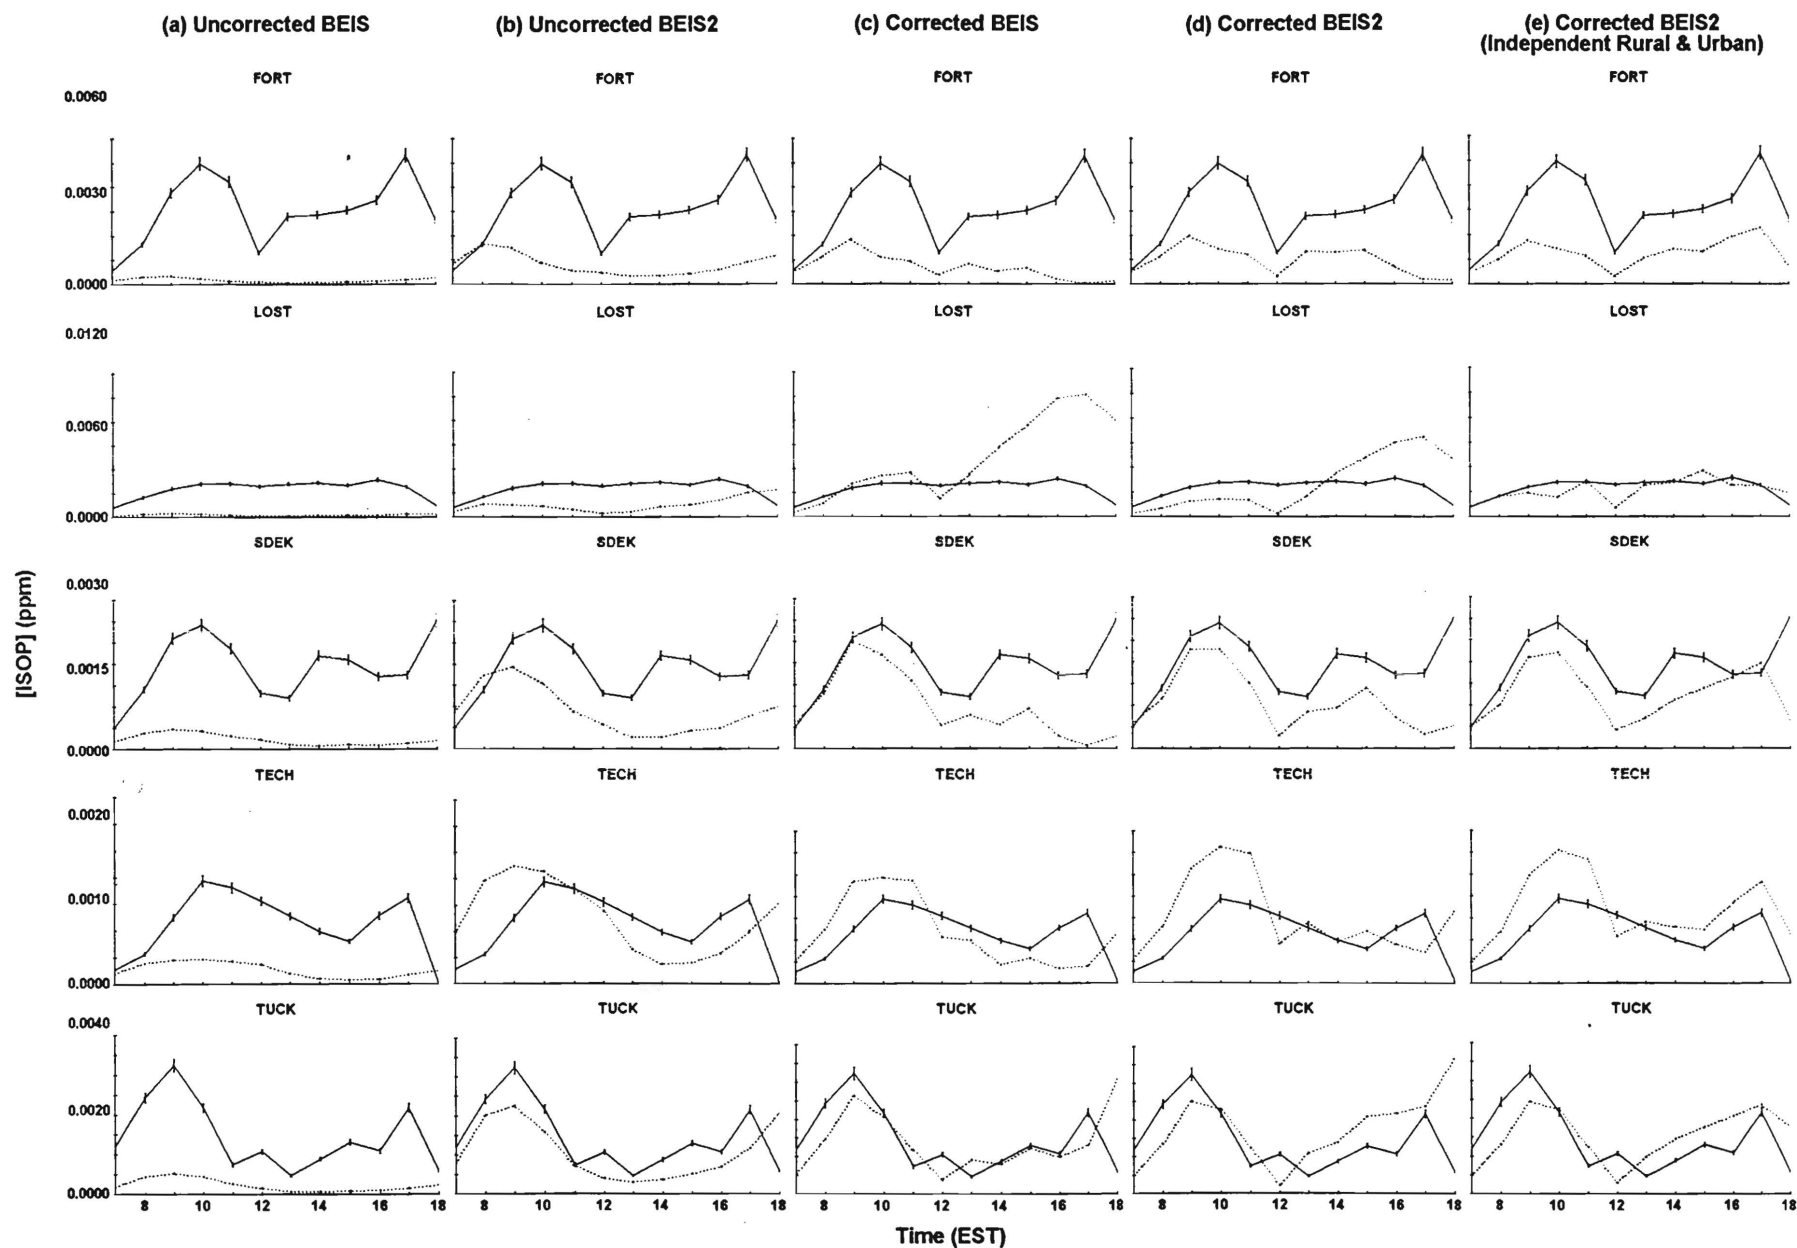 (a) Uncorrected BEIS
(b) Uncorrected BEIS2
(c) Corrected BEIS
(d) Corrected BEIS2
(e) Corrected BEIS2
(Independent Rural & Urban)
FORT FORT FORT FORT FORT
0.0060
0.0030
0.0000
LOST LOST LOST LOST LOST
0.0120
0.0060
0.0000
SDEK SDEK SDEK SDEK SDEK
0.0030
0.0015
0.0000
[ISOP] (ppm)
TECH TECH TECH TECH TECH
0.0020
0.0010
0.0000
TUCK TUCK TUCK TUCK TUCK
0.0040
0.0020
0.0000
8 10 12 14 16 18 8 10 12 14 16 18 8 10 12 14 16 18 8 10 12 14 16 18 8 10 12 14 16 18
Time (EST)